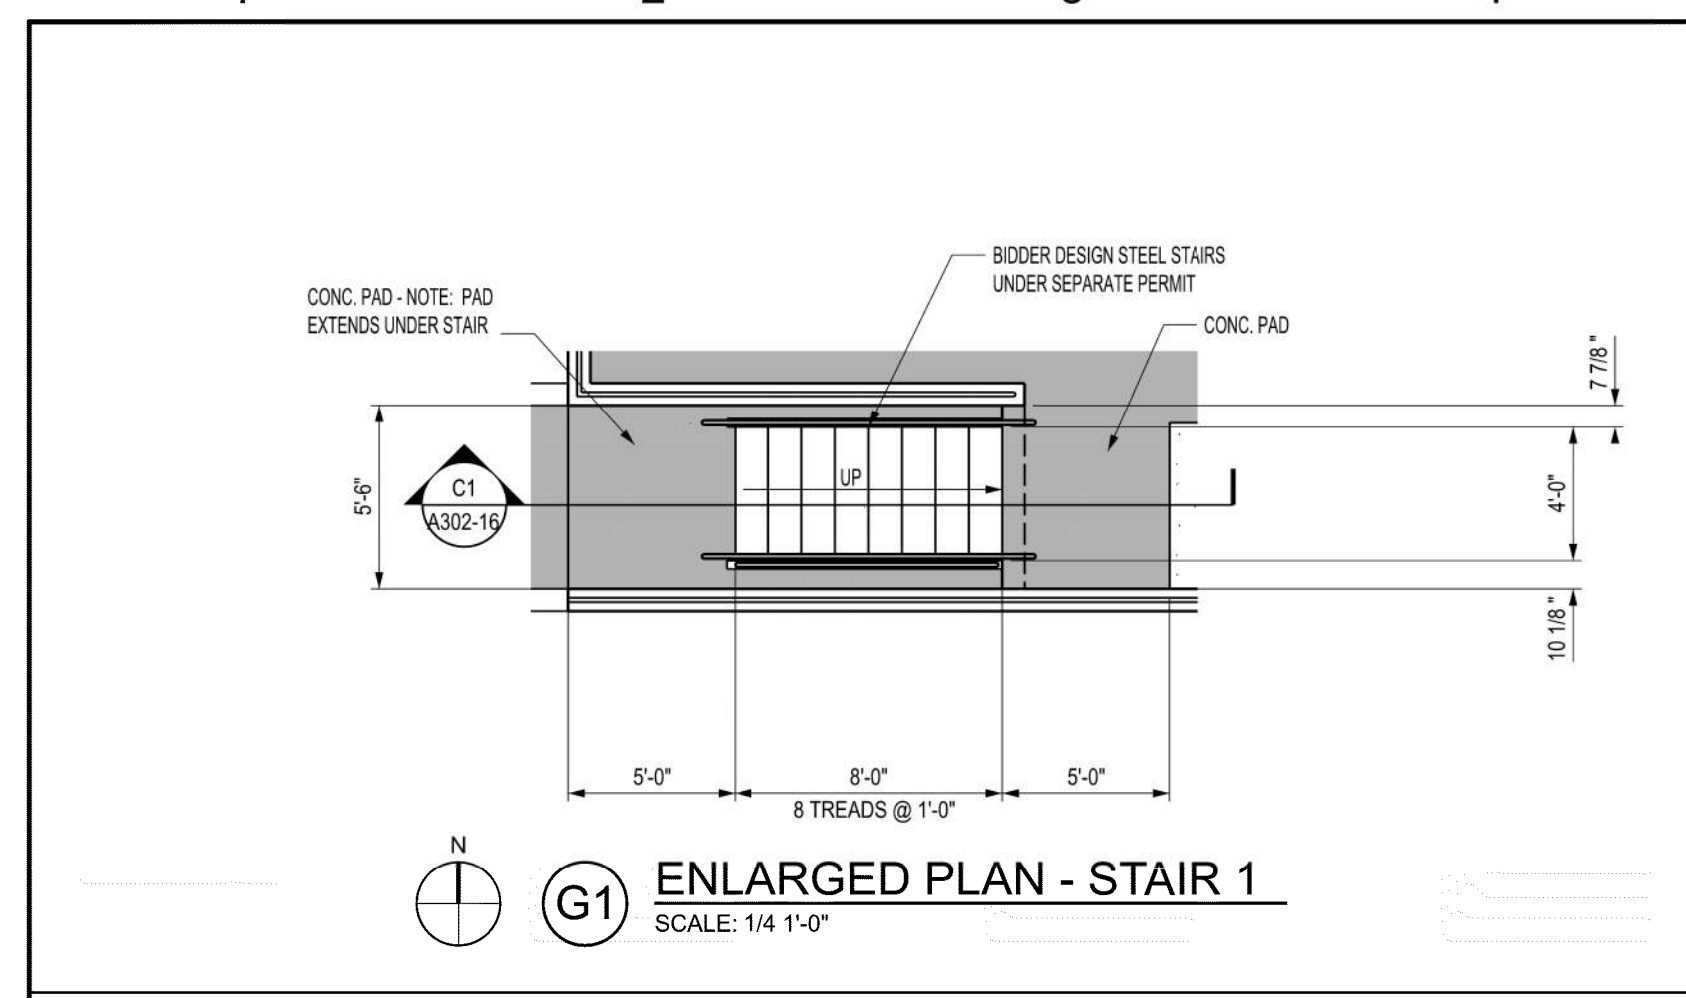 BIDDER DESIGN STEEL STAIRS
UNDER SEPARATE PERMIT
CONC. PAD - NOTE: PAD
EXTENDS UNDER STAIR
CONC. PAD
7 7/8 "
5'-6"
C1
A302-16
UP
4'-0"
10 1/8 "
5'-0"
8'-0"
5'-0"
8 TREADS @ 1'-0"
N
G1
ENLARGED PLAN - STAIR 1
SCALE: 1/4 1'-0"